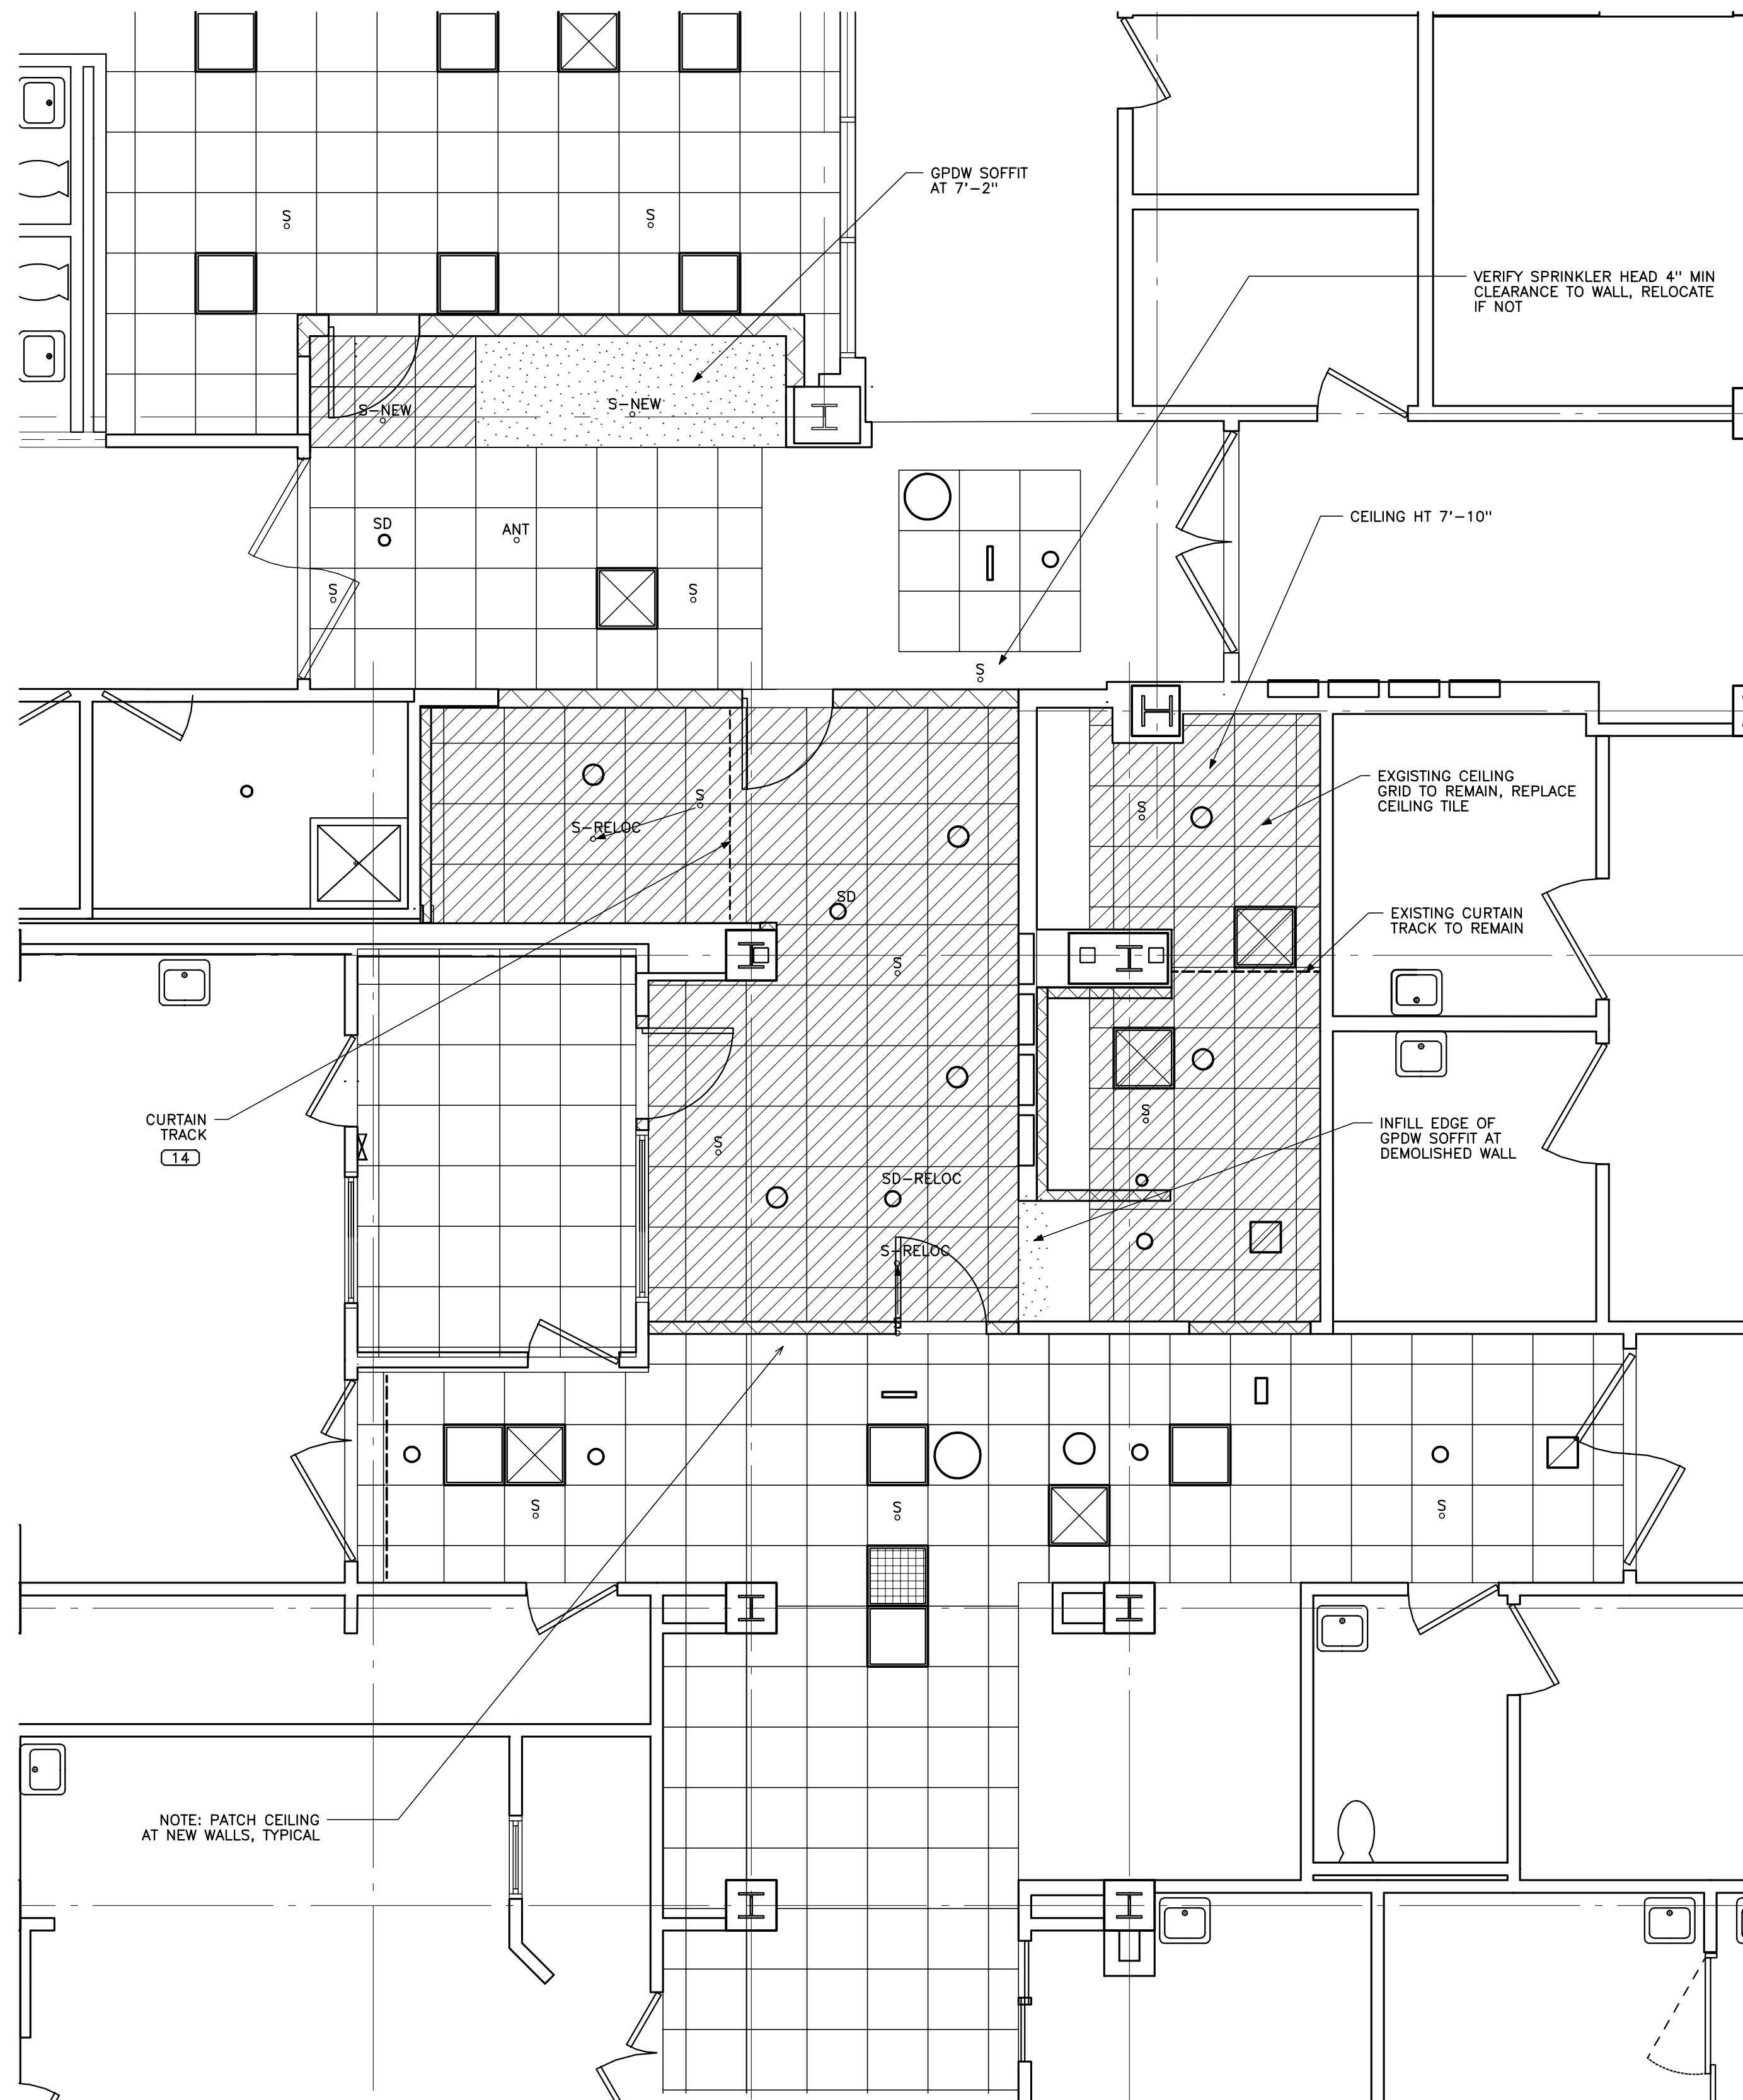 GPDW SOFFIT
AT 7'-2"
S
S
VERIFY SPRINKLER HEAD 4" MIN
CLEARANCE TO WALL, RELOCATE
IF NOT
S-NEW
S-NEW
SD
ANT
CEILING HT 7'-10"
S
S
S
EXGISTING CEILING
GRID TO REMAIN, REPLACE
CEILING TILE
S
S
S-RELOC
SD
EXISTING CURTAIN
TRACK TO REMAIN
S
CURTAIN
TRACK
14
S
S
INFILL EDGE OF
GPDW SOFFIT AT
DEMOLISHED WALL
SD-RELOC
S-RELOC
S
S
S
S
NOTE: PATCH CEILING
AT NEW WALLS, TYPICAL